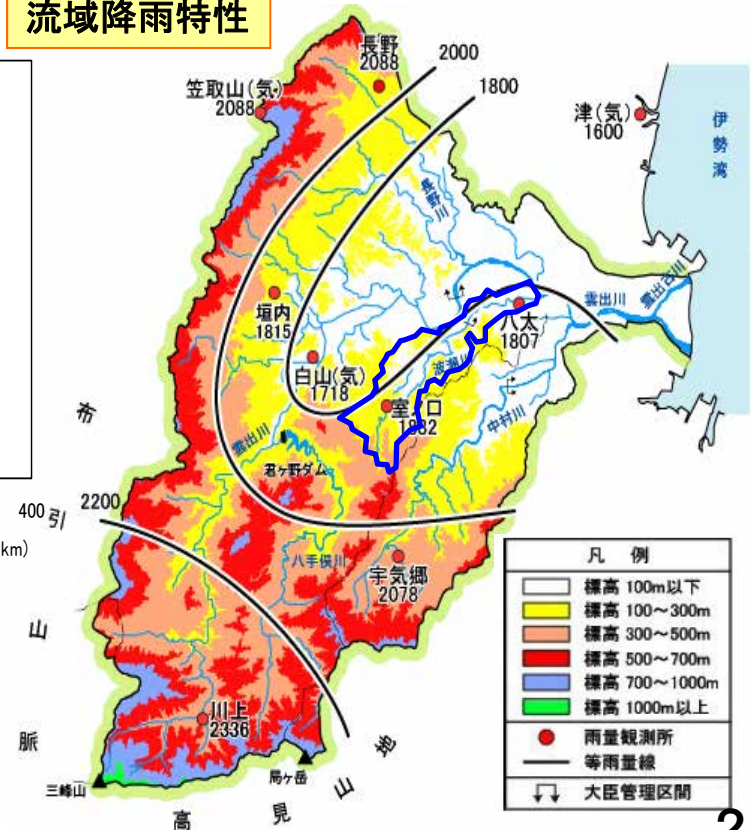 流域降雨特性
長野
2088
2000
1800
笠取山(気)
2088
津(気)
1600
伊勢湾
長野川
雲出古川
雲出川
八太
1807
垣内
1815
白山(気)
1718
波瀬川
室ノ口
中村川
雲出川
君ヶ野ダム
布
400
引
2200
km)
八手俣川
宇気郷
2078
山
川上
2336
脈
三峰山
局ヶ岳
高
見
山
地
凡 例
標高 100m以下
標高 100～300m
標高 300～500m
標高 500～700m
標高 700～1000m
標高 1000m以上
雨量観測所
等雨量線
大臣管理区間
2